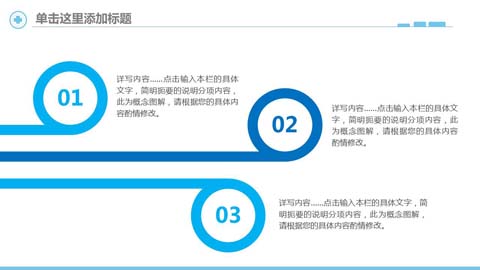 单击这里添加标题
01
详写内容……点击输入本栏的具体
文字，简明扼要的说明分项内容，
此为概念图解，请根据您的具体内
容酌情修改。
02
详写内容……点击输入本栏的具体文
字，简明扼要的说明分项内容，此
为概念图解，请根据您的具体内容
酌情修改。
03
详写内容……点击输入本栏的具体文字，简
明扼要的说明分项内容，此为概念图解，
请根据您的具体内容酌情修改。